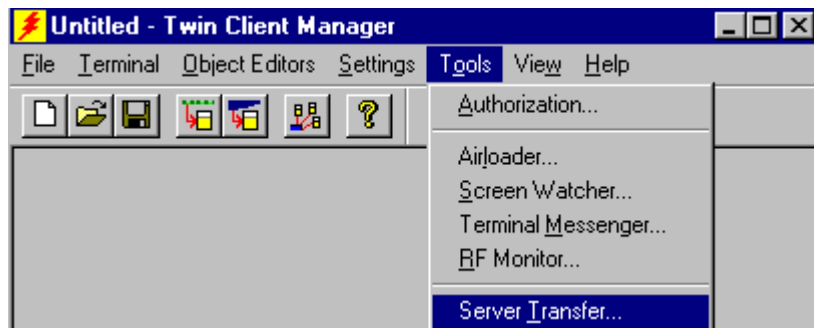 Untitled - Twin Client Manager
File Terminal Object Editors Settings Tools View Help
Authorization...
Airloader...
Screen Watcher...
Terminal Messenger...
RF Monitor...
Server Transfer...